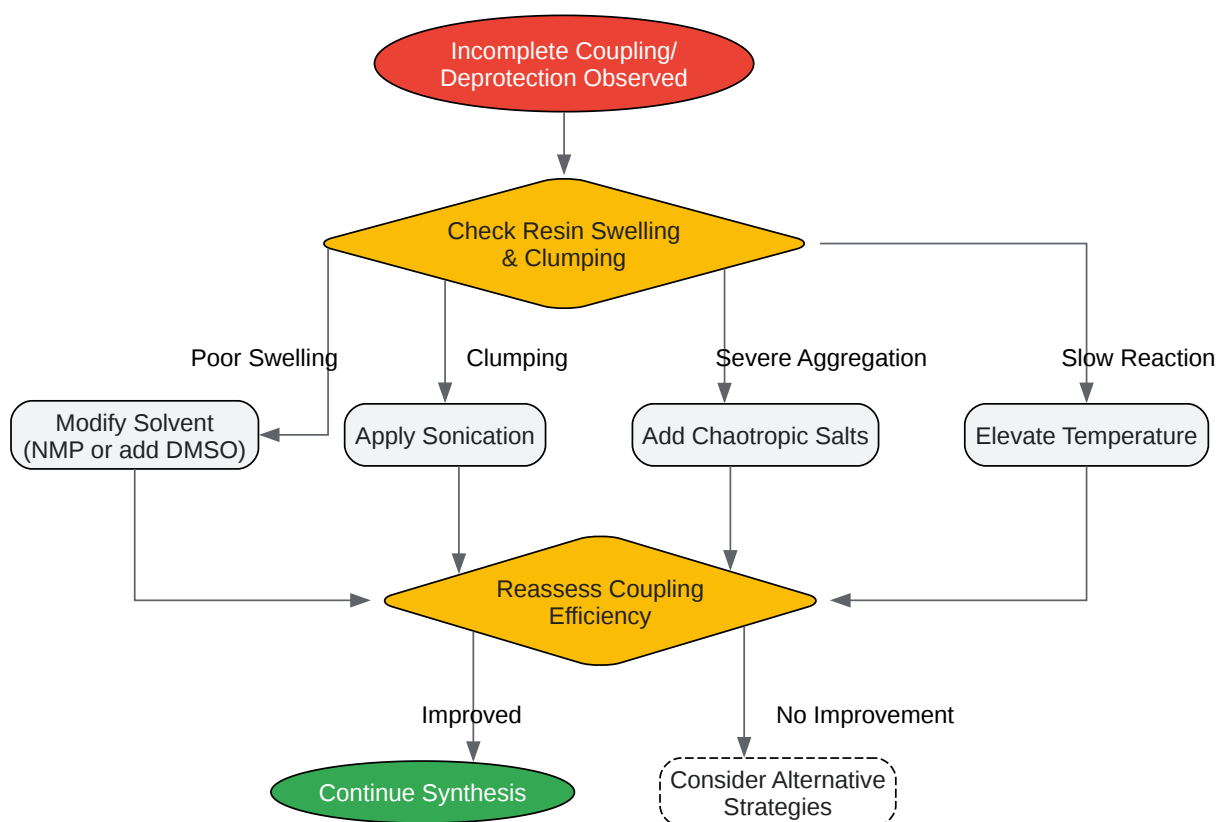 Incomplete Coupling/
Deprotection Observed
Check Resin Swelling
& Clumping
Poor Swelling
Clumping
Severe Aggregation
Slow Reaction
Modify Solvent
(NMP or add DMSO)
Apply Sonication
Add Chaotropic Salts
Elevate Temperature
Reassess Coupling
Efficiency
Improved
No Improvement
Continue Synthesis
Consider Alternative
Strategies